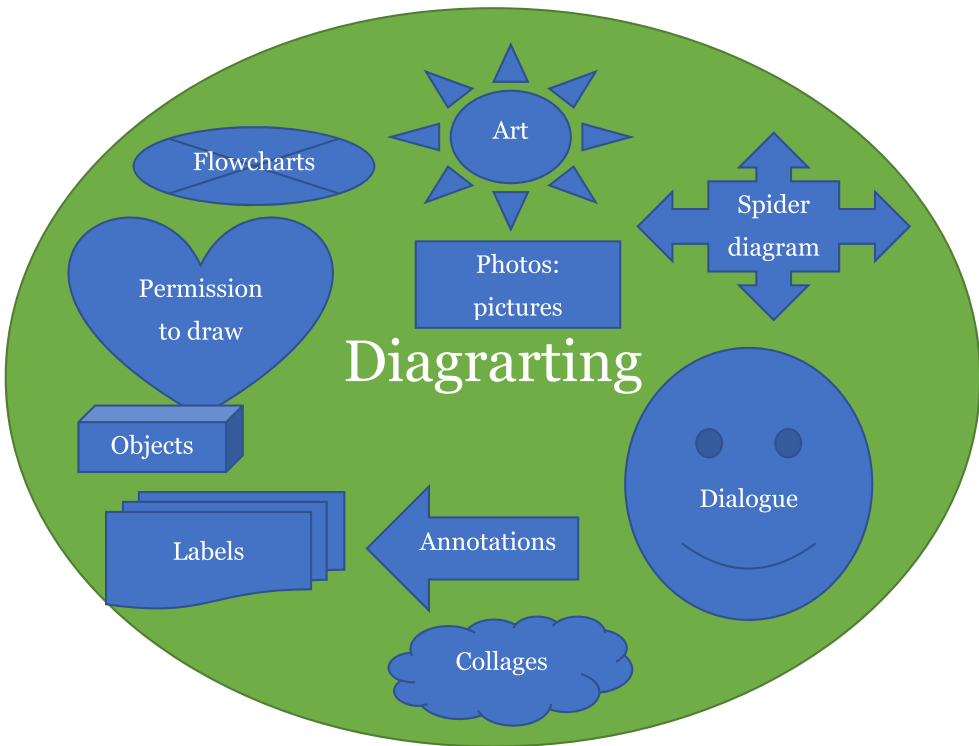 Art
Flowcharts
Spider
diagram
Photos:
pictures
Permission
to draw
Diagrarting
Objects
Dialogue
Labels
Annotations
Collages